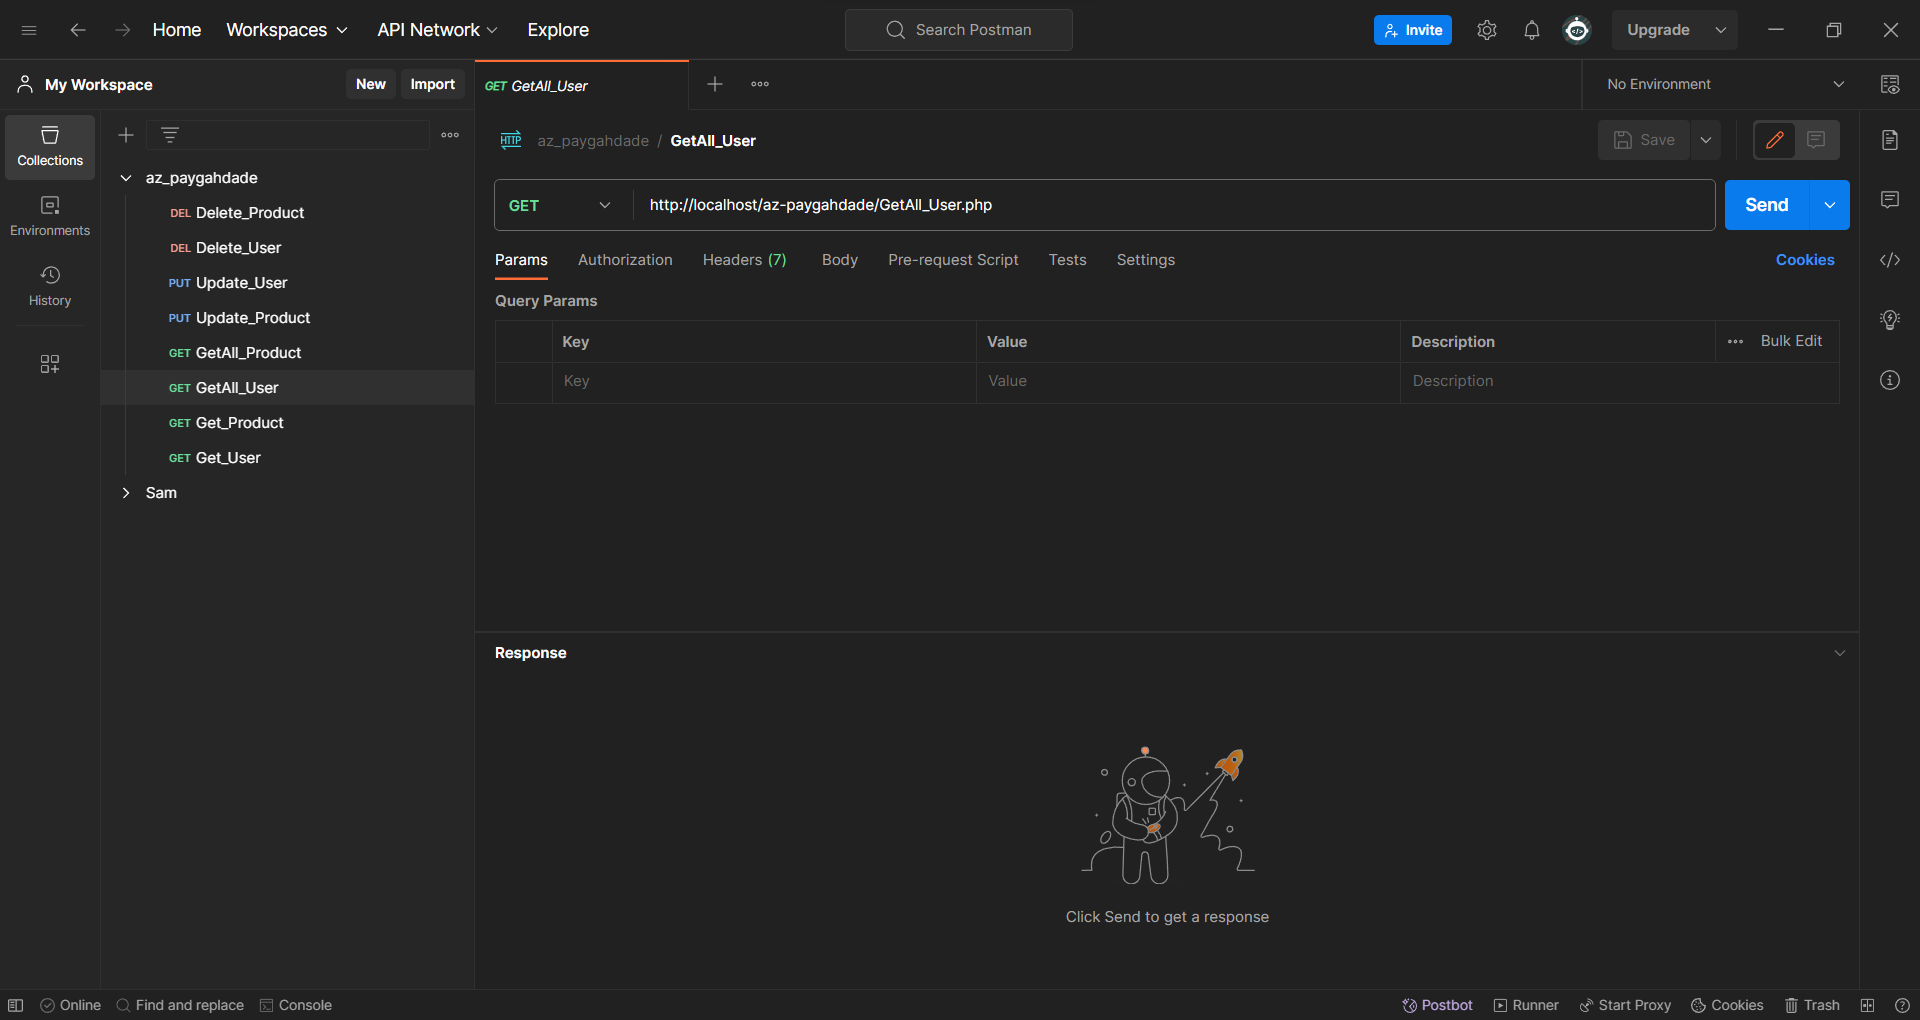 Home Workspaces API Network Explore Search Postman Invite Upgrade
My Workspace New Import GET GetAll_User No Environment
Collections
Environments
History
az_paygahdade
DEL Delete_Product
DEL Delete_User
PUT Update_User
PUT Update_Product
GET GetAll_Product
GET GetAll_User
GET Get_Product
GET Get_User
Sam
HTTP az_paygahdade / GetAll_User Save
GET http://localhost/az-paygahdade/GetAll_User.php Send
Params Authorization Headers (7) Body Pre-request Script Tests Settings Cookies
Query Params
Key Value Description Bulk Edit
Key Value Description
Response
Click Send to get a response
Online Find and replace Console Postbot Runner Start Proxy Cookies Trash